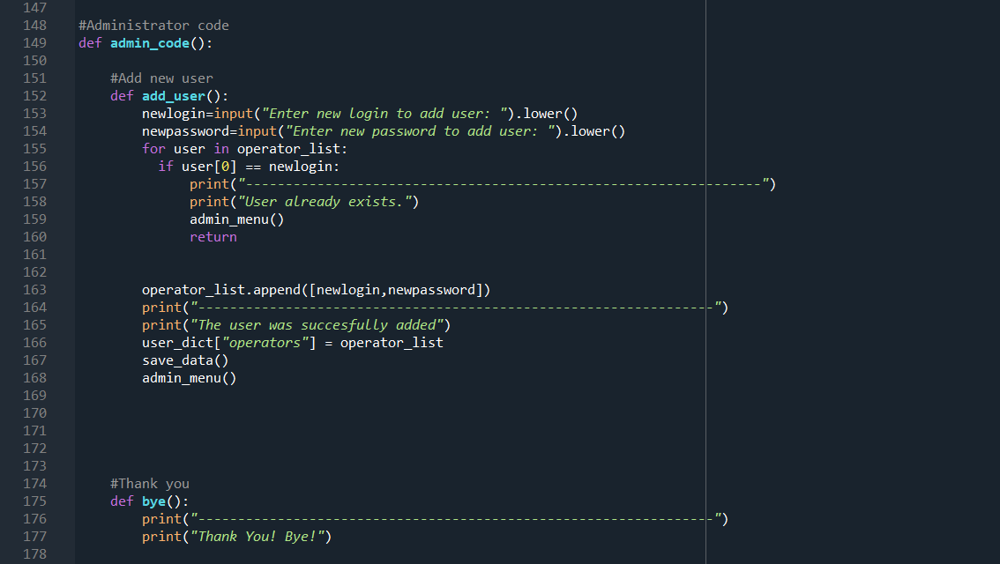 147
148 #Administrator code
149 def admin_code():
150
151     #Add new user
152     def add_user():
153         newlogin=input("Enter new login to add user: ").lower()
154         newpassword=input("Enter new password to add user: ").lower()
155         for user in operator_list:
156           if user[0] == newlogin:
157               print("-----------------------------------------------------------------")
158               print("User already exists.")
159               admin_menu()
160               return
161
162
163         operator_list.append([newlogin,newpassword])
164         print("-----------------------------------------------------------------")
165         print("The user was succesfully added")
166         user_dict["operators"] = operator_list
167         save_data()
168         admin_menu()
169
170
171
172
173
174     #Thank you
175     def bye():
176         print("-----------------------------------------------------------------")
177         print("Thank You! Bye!")
178